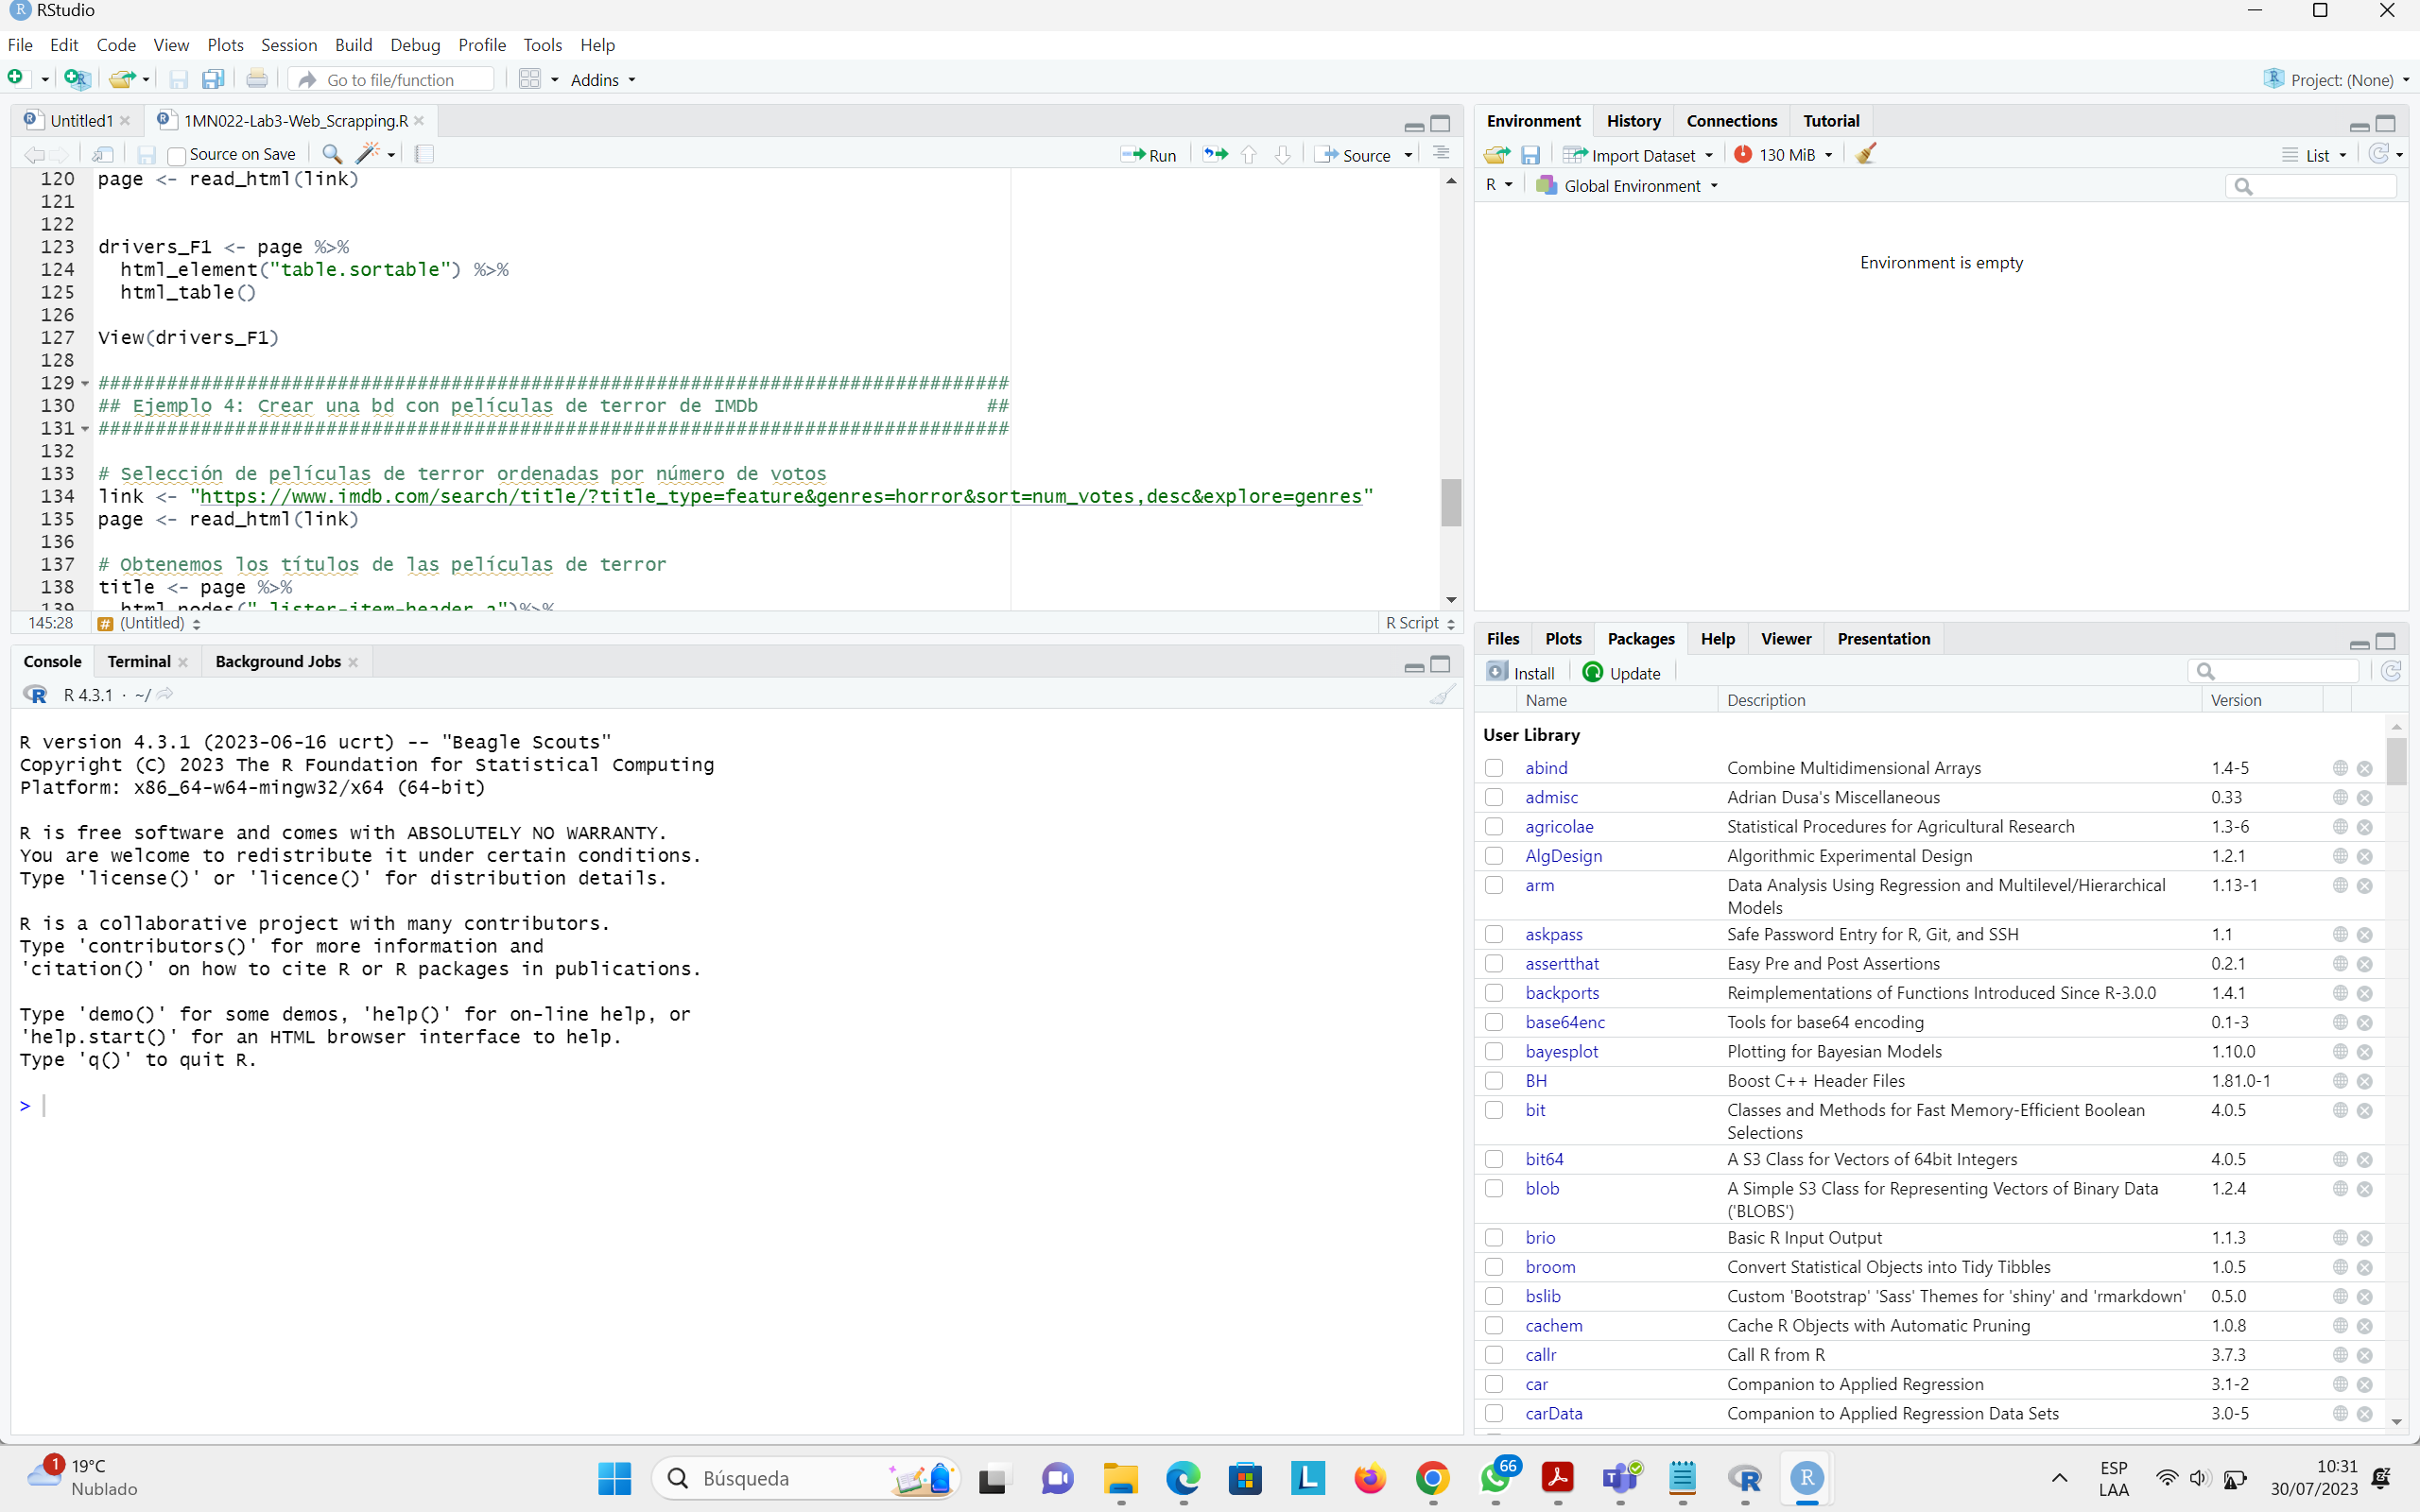 RStudio
File Edit Code View Plots Session Build Debug Profile Tools Help
Go to file/function Addins Project: (None)
Untitled1 1MN022-Lab3-Web_Scrapping.R
Source on Save Run Source
120 page <- read_html(link)
121
122
123 drivers_F1 <- page %>%
124 html_element("table.sortable") %>%
125 html_table()
126
127 View(drivers_F1)
128
129 ################################################################################
130 ## Ejemplo 4: Crear una bd con películas de terror de IMDb ##
131 ################################################################################
132
133 # Selección de películas de terror ordenadas por número de votos
134 link <- "https://www.imdb.com/search/title/?title_type=feature&genres=horror&sort=num_votes,desc&explore=genres"
135 page <- read_html(link)
136
137 # Obtenemos los títulos de las películas de terror
138 title <- page %>%
139 html_nodes(".lister-item-header a")%>%
145:28 (Untitled) R Script
Console Terminal Background Jobs
R 4.3.1 · ~/
R version 4.3.1 (2023-06-16 ucrt) -- "Beagle Scouts"
Copyright (C) 2023 The R Foundation for Statistical Computing
Platform: x86_64-w64-mingw32/x64 (64-bit)
R is free software and comes with ABSOLUTELY NO WARRANTY.
You are welcome to redistribute it under certain conditions.
Type 'license()' or 'licence()' for distribution details.
R is a collaborative project with many contributors.
Type 'contributors()' for more information and
'citation()' on how to cite R or R packages in publications.
Type 'demo()' for some demos, 'help()' for on-line help, or
'help.start()' for an HTML browser interface to help.
Type 'q()' to quit R.
>
Environment History Connections Tutorial
Import Dataset 130 MiB List
R Global Environment
Environment is empty
Files Plots Packages Help Viewer Presentation
Install Update
Name Description Version
User Library
abind Combine Multidimensional Arrays 1.4-5
admisc Adrian Dusa's Miscellaneous 0.33
agricolae Statistical Procedures for Agricultural Research 1.3-6
AlgDesign Algorithmic Experimental Design 1.2.1
arm Data Analysis Using Regression and Multilevel/Hierarchical 1.13-1
Models
askpass Safe Password Entry for R, Git, and SSH 1.1
assertthat Easy Pre and Post Assertions 0.2.1
backports Reimplementations of Functions Introduced Since R-3.0.0 1.4.1
base64enc Tools for base64 encoding 0.1-3
bayesplot Plotting for Bayesian Models 1.10.0
BH Boost C++ Header Files 1.81.0-1
bit Classes and Methods for Fast Memory-Efficient Boolean 4.0.5
Selections
bit64 A S3 Class for Vectors of 64bit Integers 4.0.5
blob A Simple S3 Class for Representing Vectors of Binary Data 1.2.4
('BLOBS')
brio Basic R Input Output 1.1.3
broom Convert Statistical Objects into Tidy Tibbles 1.0.5
bslib Custom 'Bootstrap' 'Sass' Themes for 'shiny' and 'rmarkdown' 0.5.0
cachem Cache R Objects with Automatic Pruning 1.0.8
callr Call R from R 3.7.3
car Companion to Applied Regression 3.1-2
carData Companion to Applied Regression Data Sets 3.0-5
1 19°C
Nublado
Búsqueda
66
ESP
LAA
10:31
30/07/2023